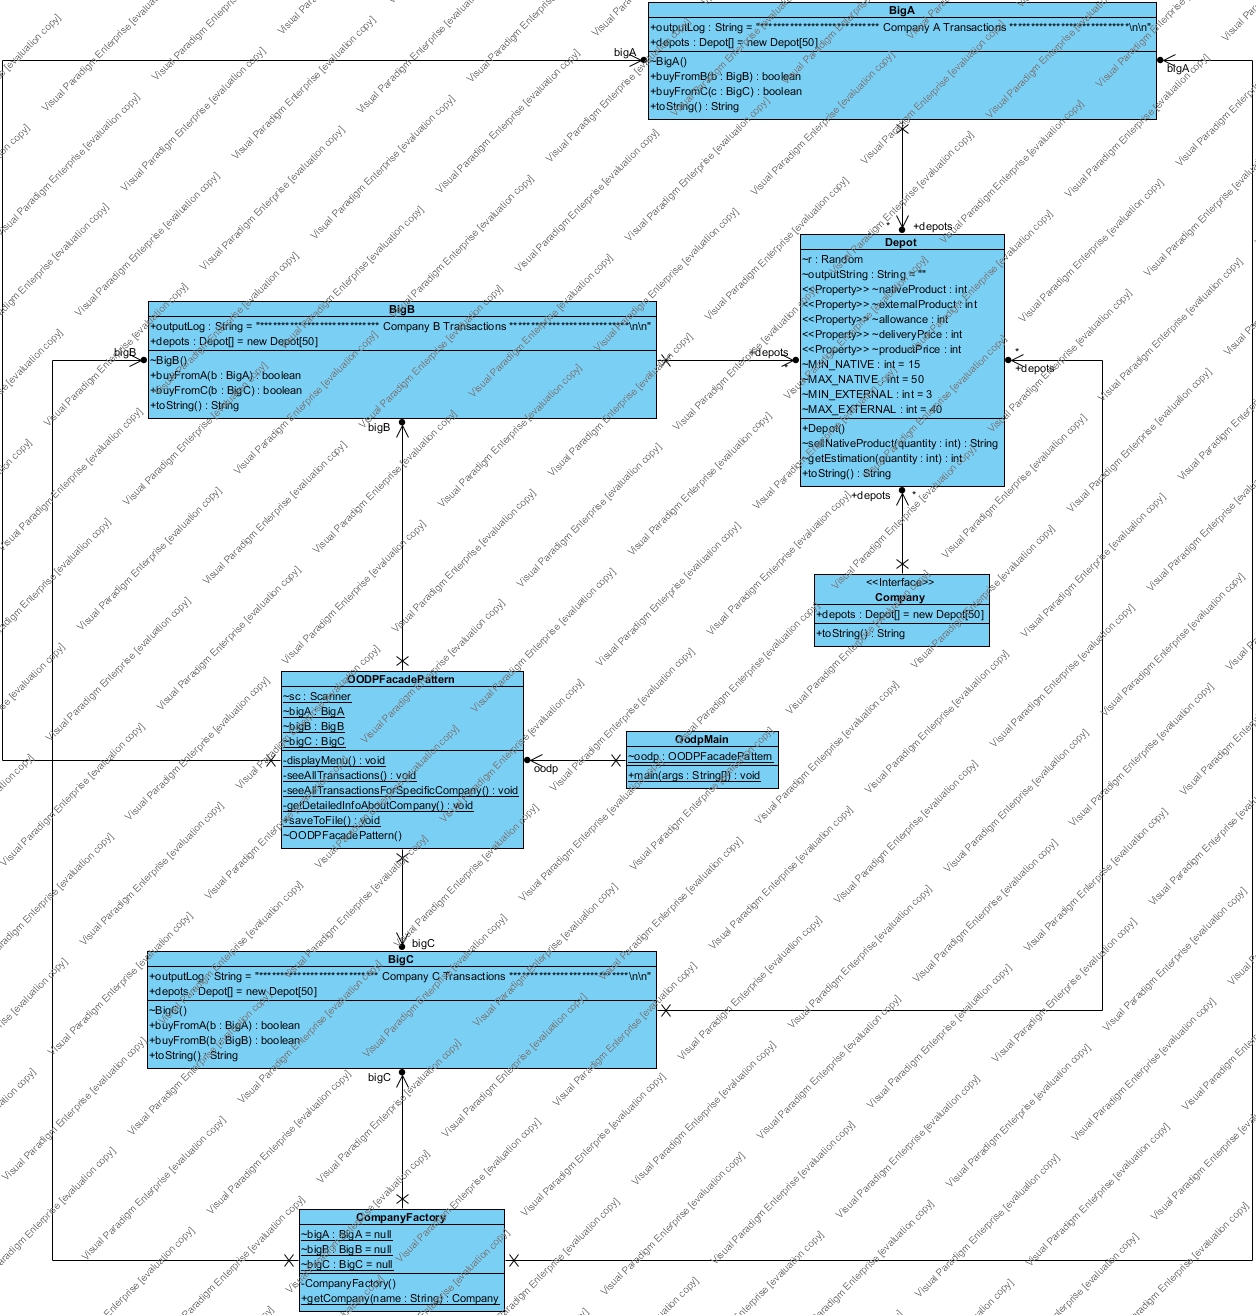 BigA
+outputLog : String = "**************************** Company A Transactions ****************************\n\n"
+depots : Depot[] = new Depot[50]
~BigA()
+buyFromB(b : BigB) : boolean
+buyFromC(c : BigC) : boolean
+toString() : String
bigA
bigA
* +depots
Depot
~r : Random
~outputString : String = ""
<<Property>> ~nativeProduct : int
<<Property>> ~externalProduct : int
<<Property>> ~allowance : int
<<Property>> ~deliveryPrice : int
<<Property>> ~productPrice : int
~MIN_NATIVE : int = 15
~MAX_NATIVE : int = 50
~MIN_EXTERNAL : int = 3
~MAX_EXTERNAL : int = 40
+Depot()
~sellNativeProduct(quantity : int) : String
~getEstimation(quantity : int) : int
+toString() : String
BigB
+outputLog : String = "**************************** Company B Transactions ****************************\n\n"
+depots : Depot[] = new Depot[50]
~BigB()
+buyFromA(b : BigA) : boolean
+buyFromC(b : BigC) : boolean
+toString() : String
bigB
bigB
+depots
*
*
+depots
+depots *
<<Interface>>
Company
+depots : Depot[] = new Depot[50]
+toString() : String
OODPFacadePattern
~sc : Scanner
~bigA : BigA
~bigB : BigB
~bigC : BigC
-displayMenu() : void
-seeAllTransactions() : void
-seeAllTransactionsForSpecificCompany() : void
-getDetailedInfoAboutCompany() : void
+saveToFile() : void
~OODPFacadePattern()
oodp
OodpMain
~oodp : OODPFacadePattern
+main(args : String[]) : void
bigC
BigC
+outputLog : String = "**************************** Company C Transactions ****************************\n\n"
+depots : Depot[] = new Depot[50]
~BigC()
+buyFromA(b : BigA) : boolean
+buyFromB(b : BigB) : boolean
+toString() : String
bigC
CompanyFactory
~bigA : BigA = null
~bigB : BigB = null
~bigC : BigC = null
-CompanyFactory()
+getCompany(name : String) : Company
Visual Paradigm Enterprise [evaluation copy]